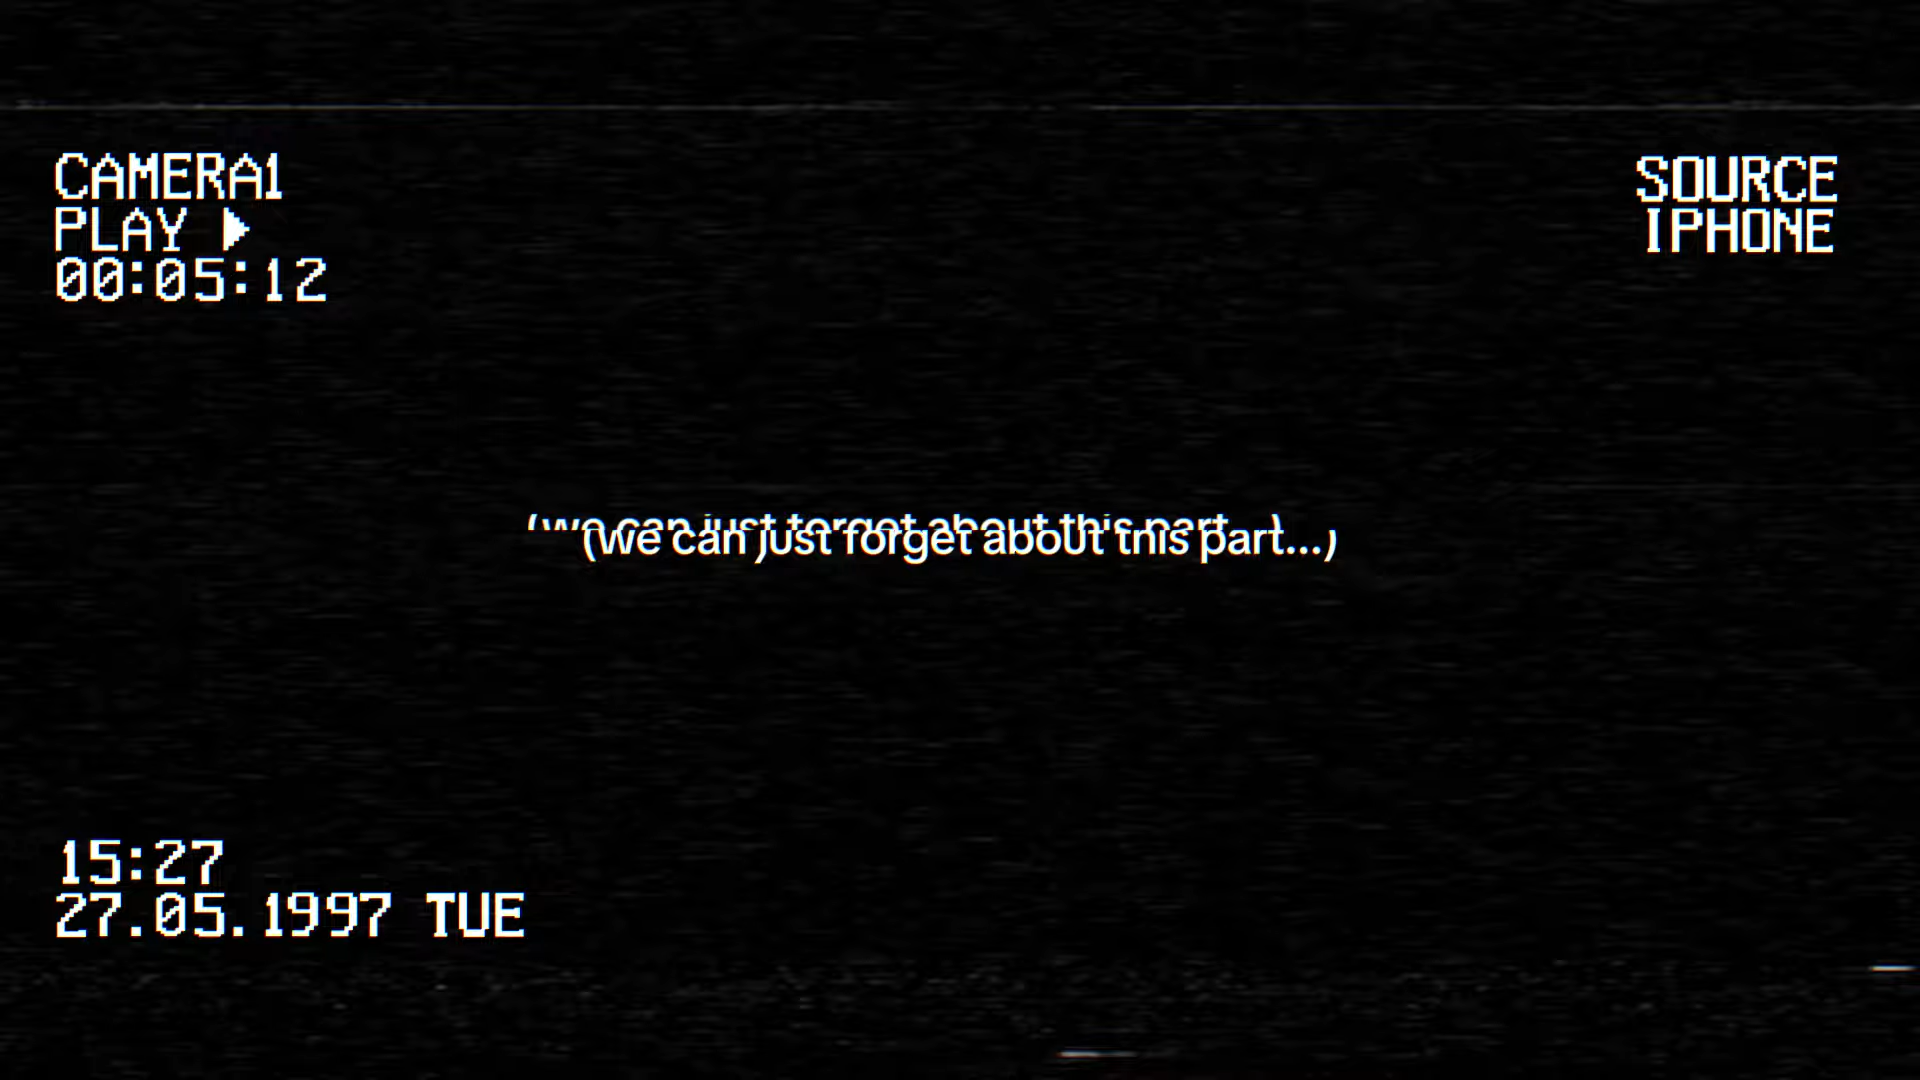 CAMERA1
PLAY
00:05:12
SOURCE
IPHONE
(we can just forget about this part...)
15:27
27.05.1997 TUE